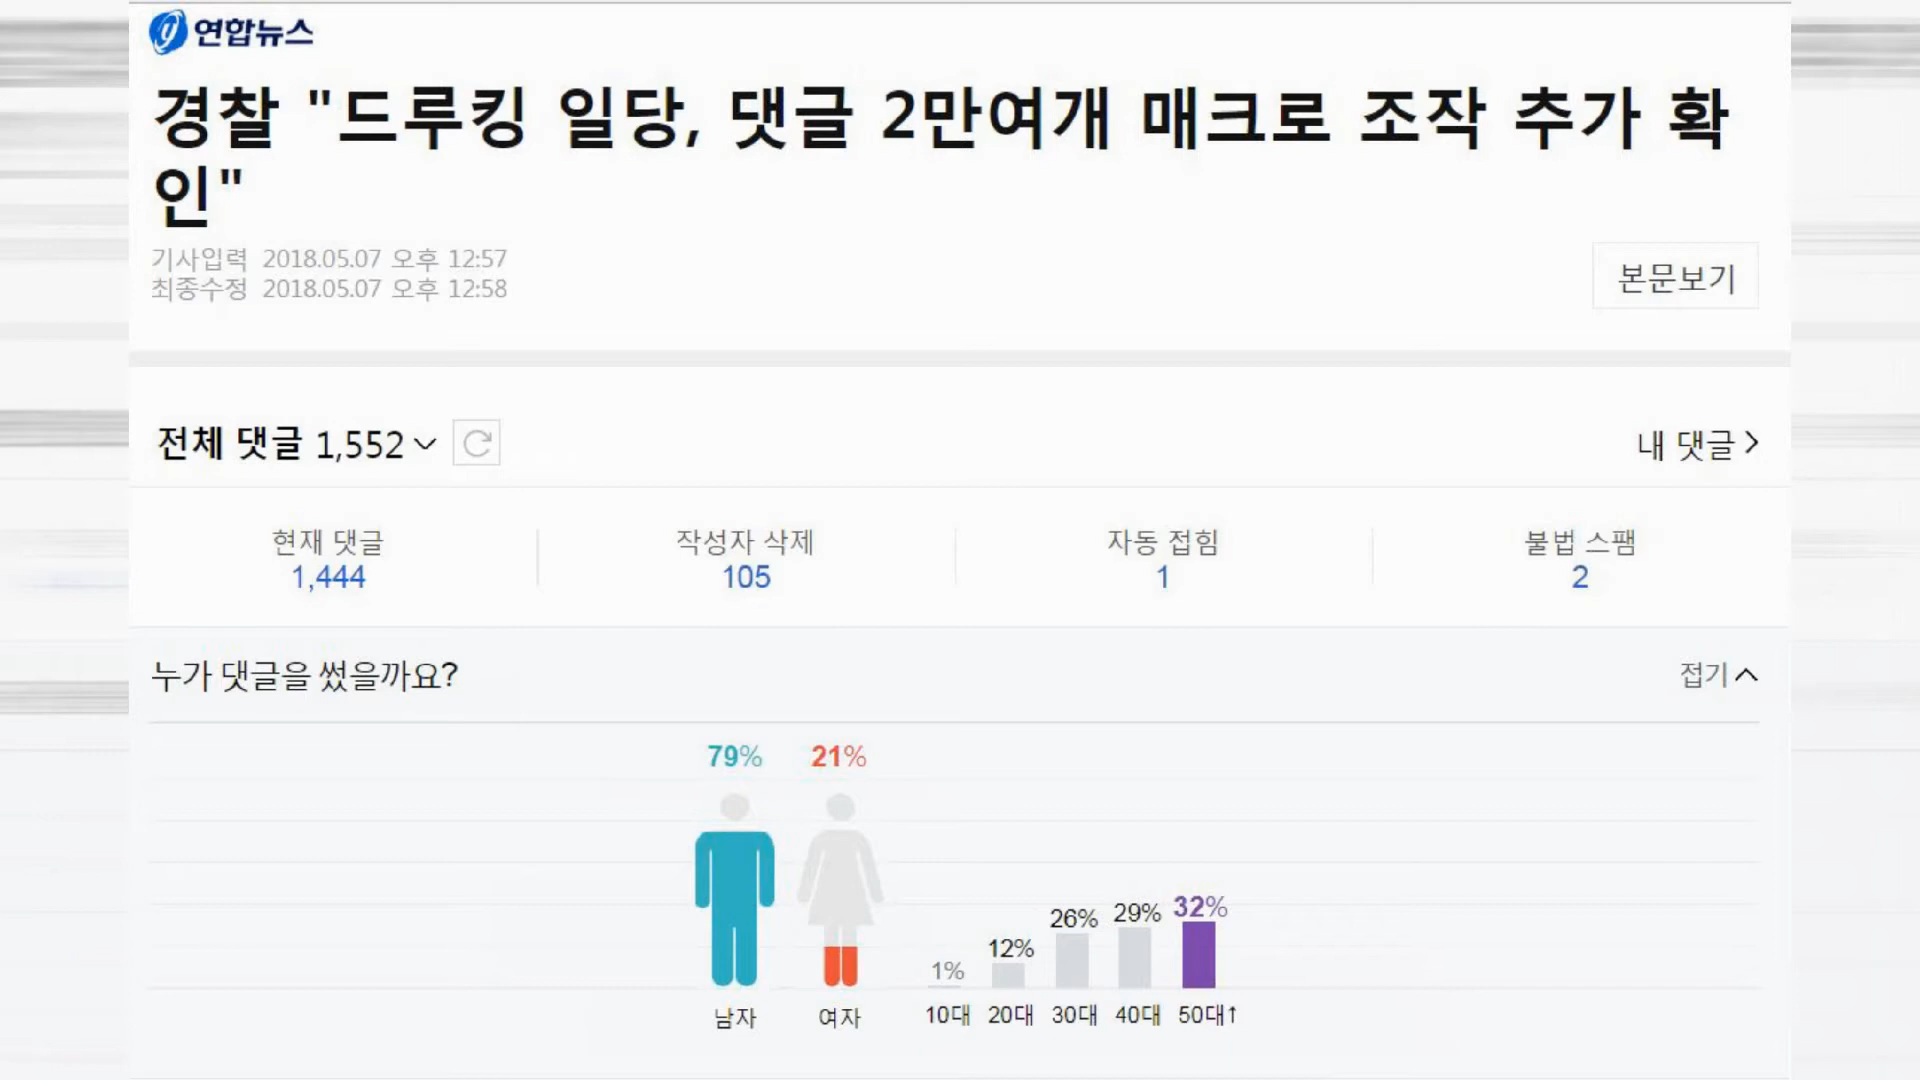 연합뉴스
경찰 "드루킹 일당, 댓글 2만여개 매크로 조작 추가 확
인"
기사입력 2018.05.07 오후 12:57
최종수정 2018.05.07 오후 12:58
본문보기
전체 댓글 1,552
내 댓글
현재 댓글 작성자 삭제 자동 접힘 불법 스팸
1,444 105 1 2
누가 댓글을 썼을까요?
접기
79% 21%
1% 12% 26% 29% 32%
남자 여자 10대 20대 30대 40대 50대↑